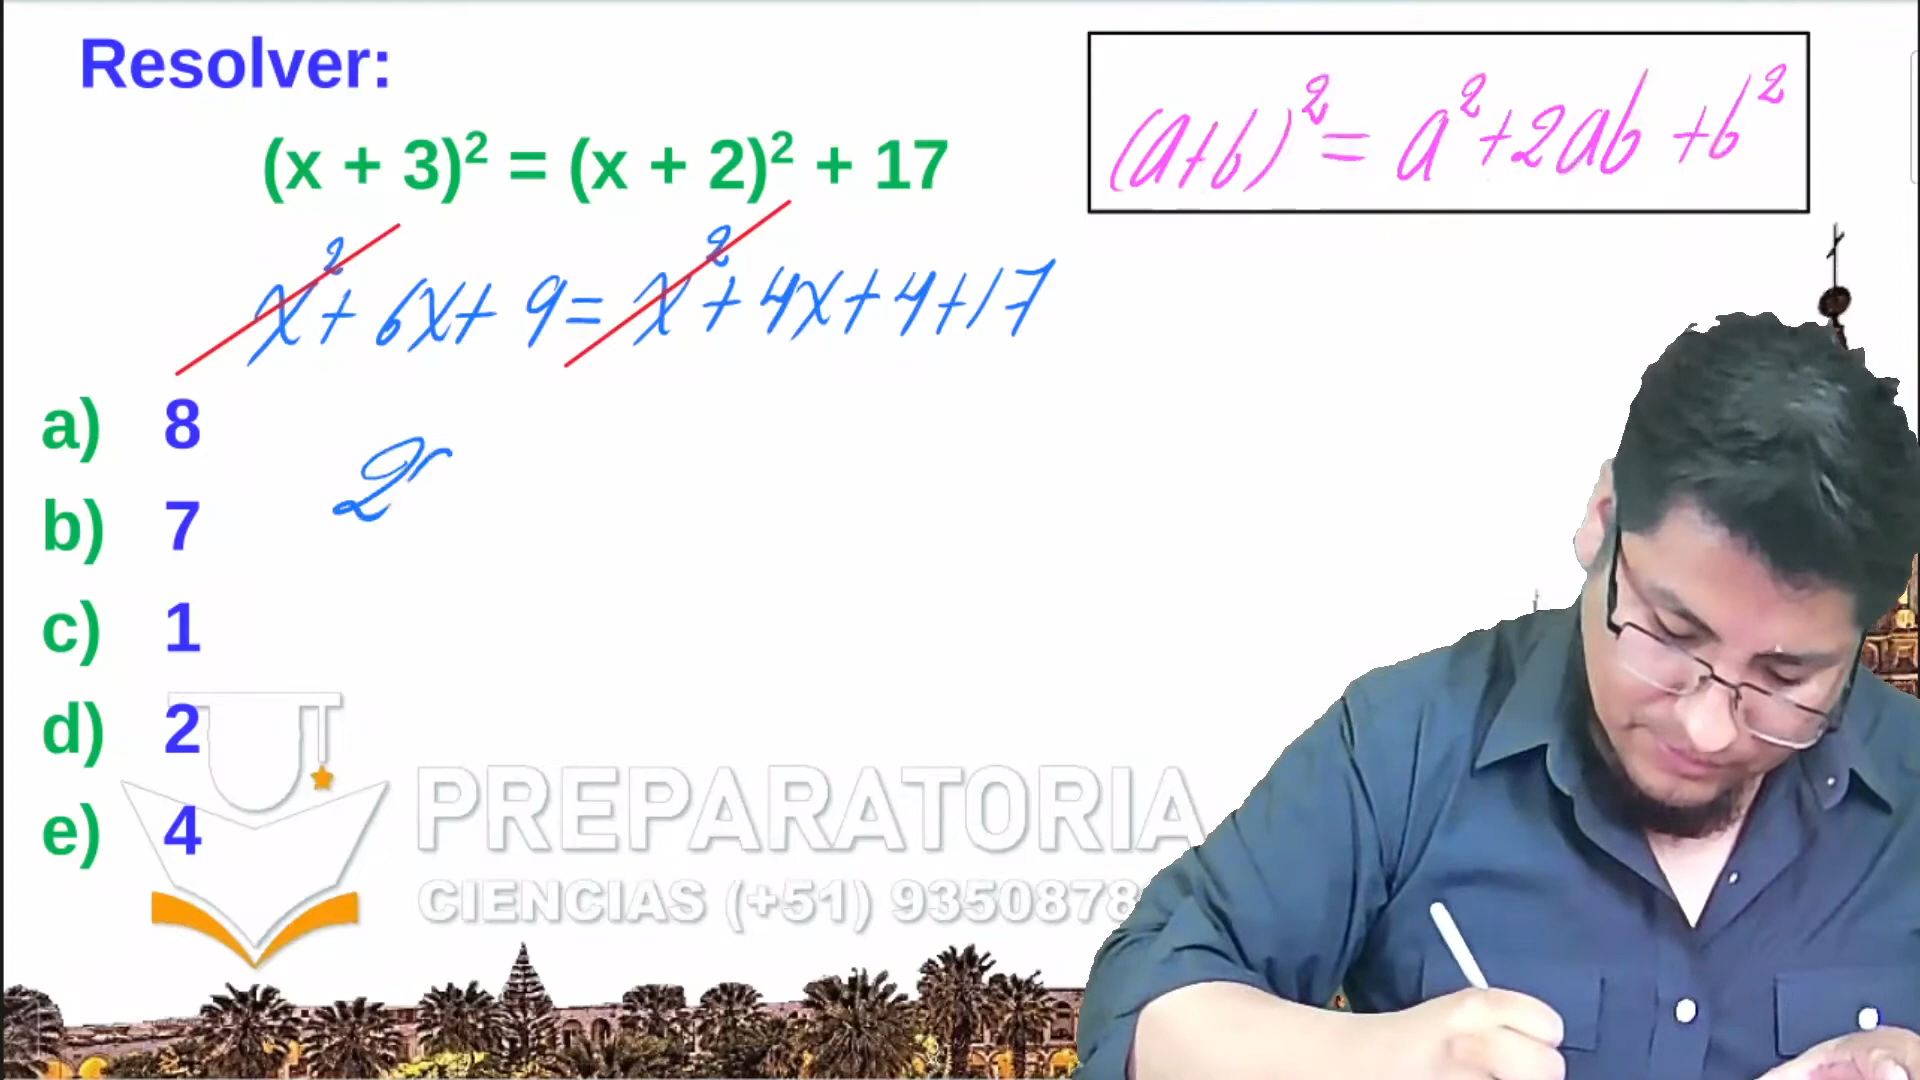 Resolver:
(x + 3)² = (x + 2)² + 17
(a+b)² = a² + 2ab + b²
x² + 6x + 9 = x² + 4x + 4 + 17
a) 8
b) 7
c) 1
d) 2
e) 4
2
PREPARATORIA
CIENCIAS (+51) 9350878